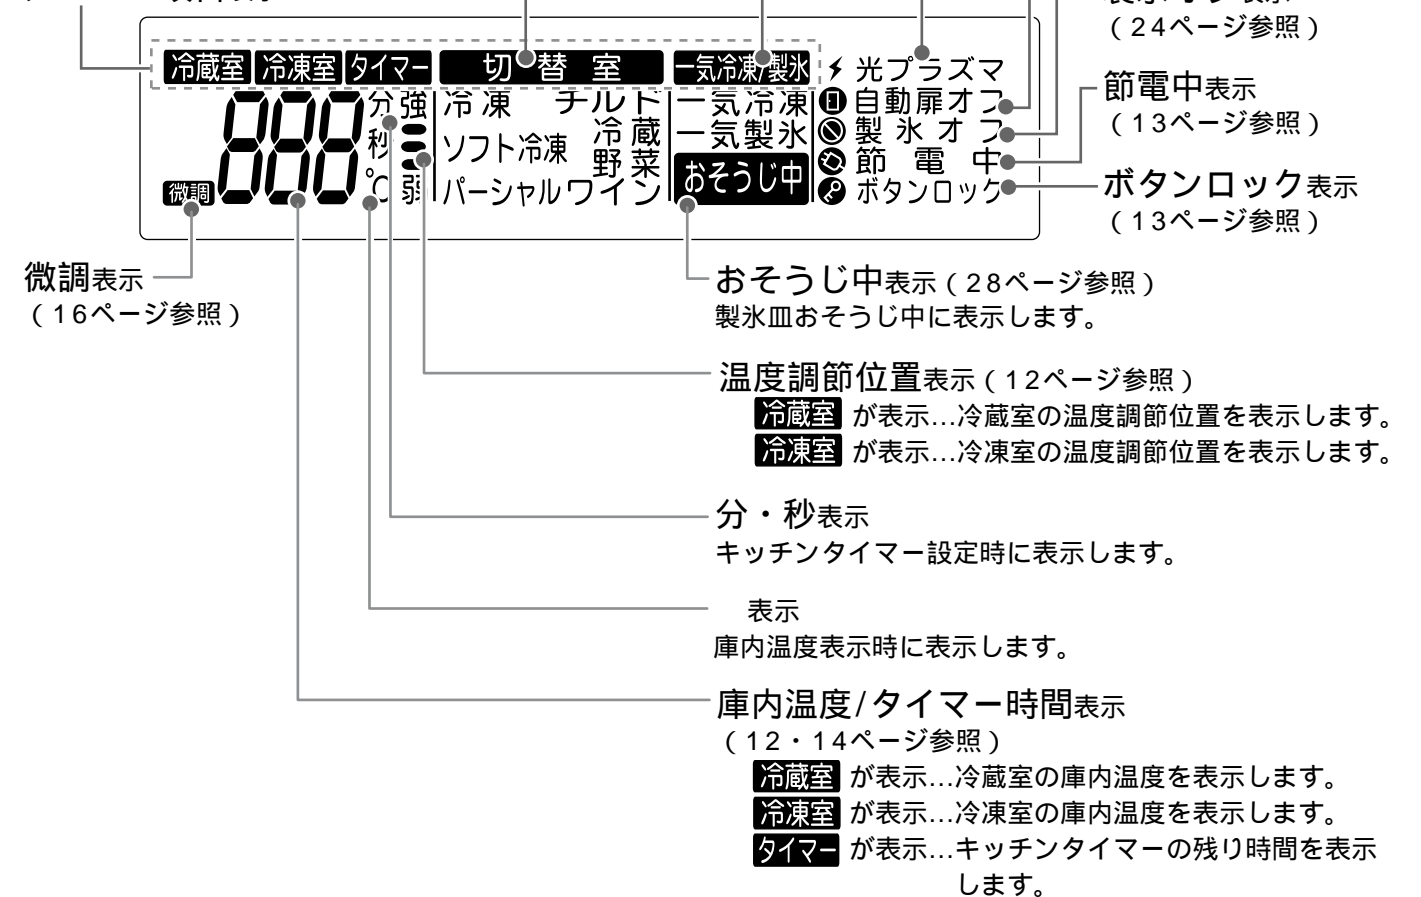 （24ページ参照）
冷蔵室 冷凍室 タイマー 切替室 一気冷凍/製氷 光プラズマ
888 分 強 冷凍 チルド 一気冷凍 自動扉オフ
秒 ソフト冷凍 冷蔵 一気製氷 製氷オフ
野菜 おそうじ中 節電中
微調 ℃ 弱 パーシャル ワイン ボタンロック
節電中表示
（13ページ参照）
ボタンロック表示
（13ページ参照）
微調表示
（16ページ参照）
おそうじ中表示（28ページ参照）
製氷皿おそうじ中に表示します。
温度調節位置表示（12ページ参照）
冷蔵室 が表示…冷蔵室の温度調節位置を表示します。
冷凍室 が表示…冷凍室の温度調節位置を表示します。
分・秒表示
キッチンタイマー設定時に表示します。
表示
庫内温度表示時に表示します。
庫内温度/タイマー時間表示
（12・14ページ参照）
冷蔵室 が表示…冷蔵室の庫内温度を表示します。
冷凍室 が表示…冷凍室の庫内温度を表示します。
タイマー が表示…キッチンタイマーの残り時間を表示
します。